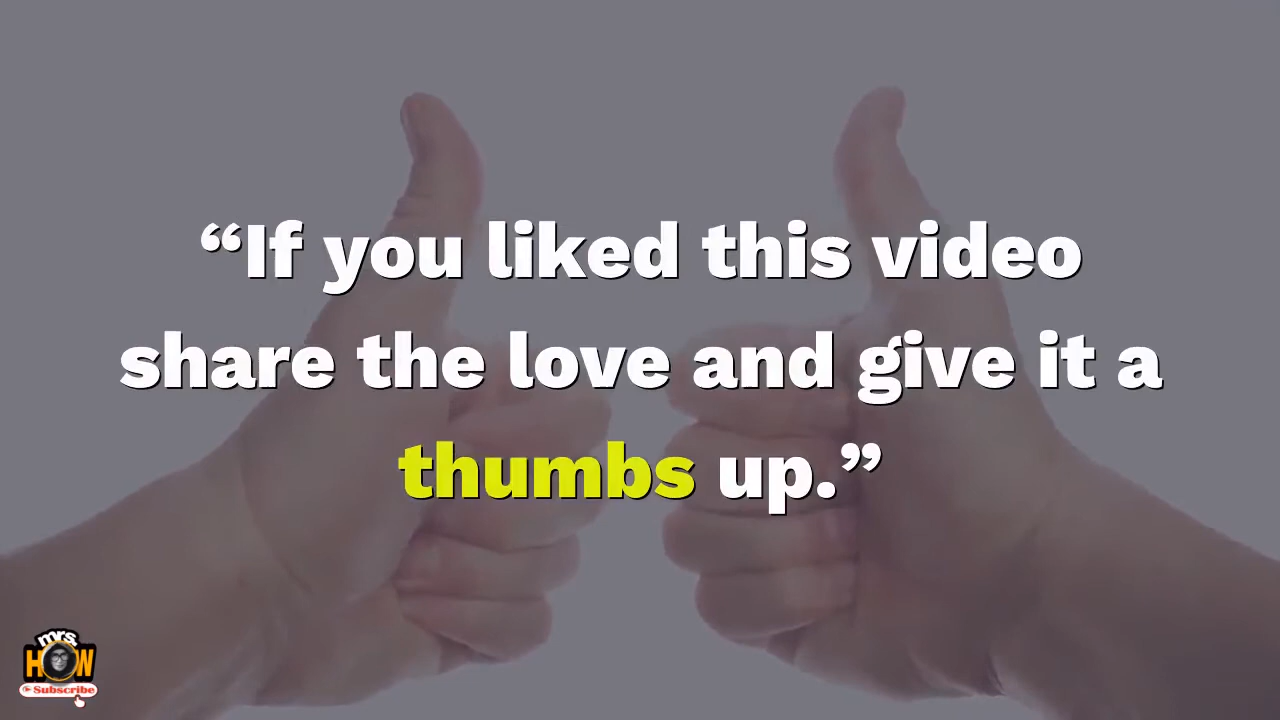 “If you liked this video
share the love and give it a
thumbs up.”
mrs.
HOW
Subscribe